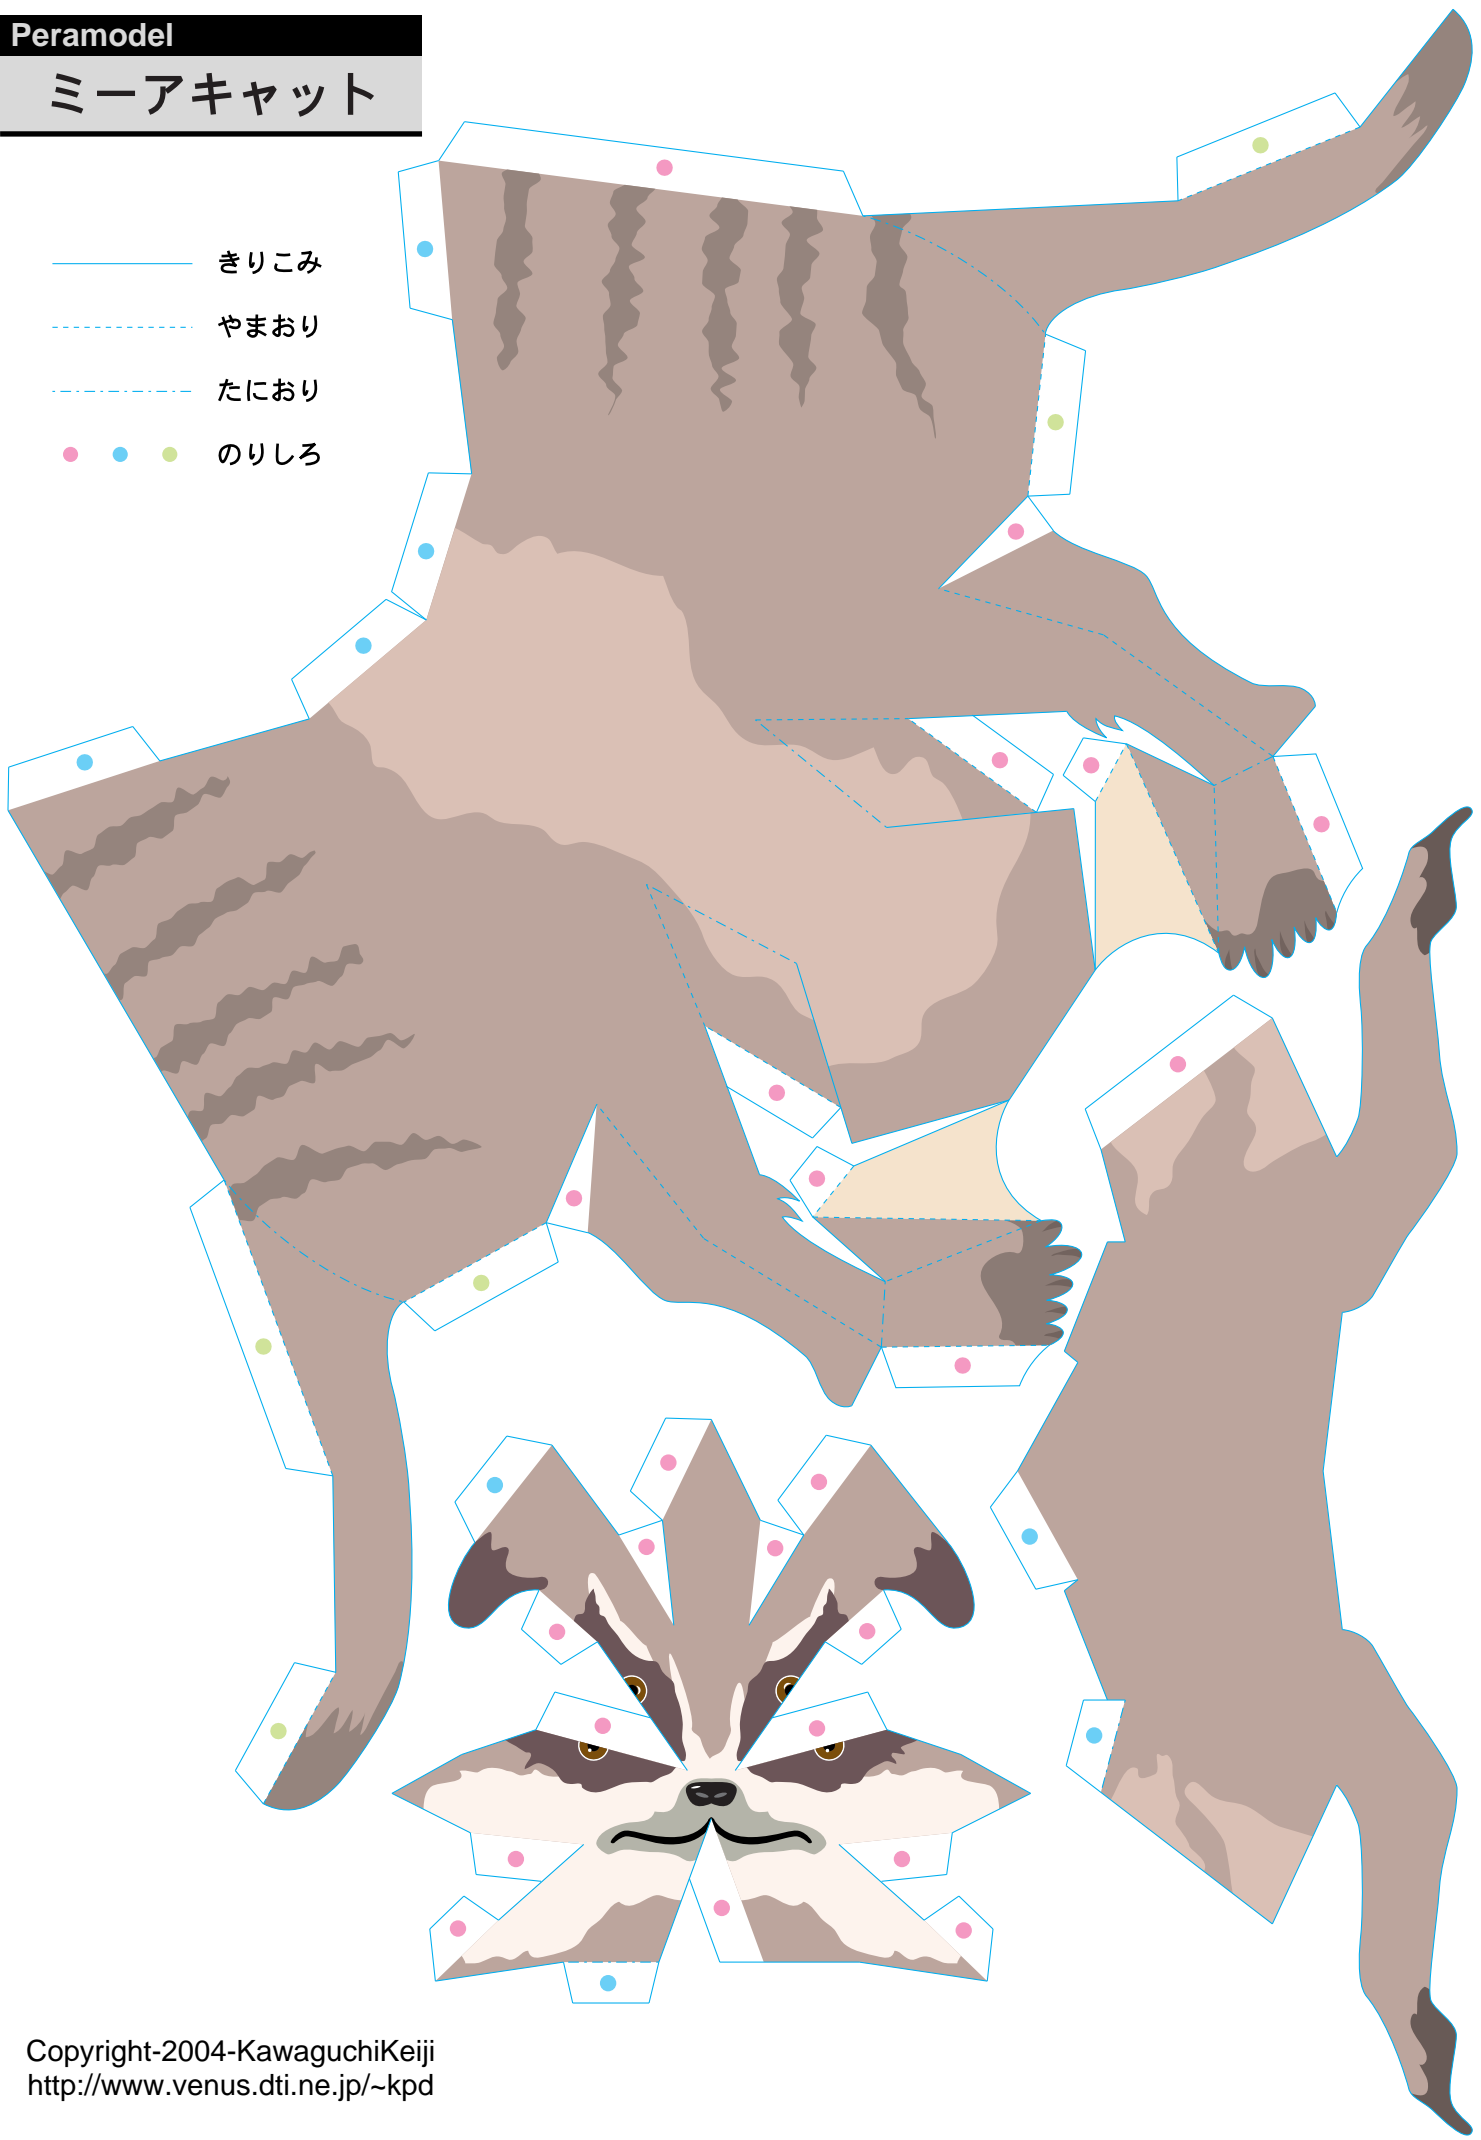 Peramodel
ミーアキャット
きりこみ
やまおり
たにおり
のりしろ
Copyright-2004-KawaguchiKeiji
http://www.venus.dti.ne.jp/~kpd